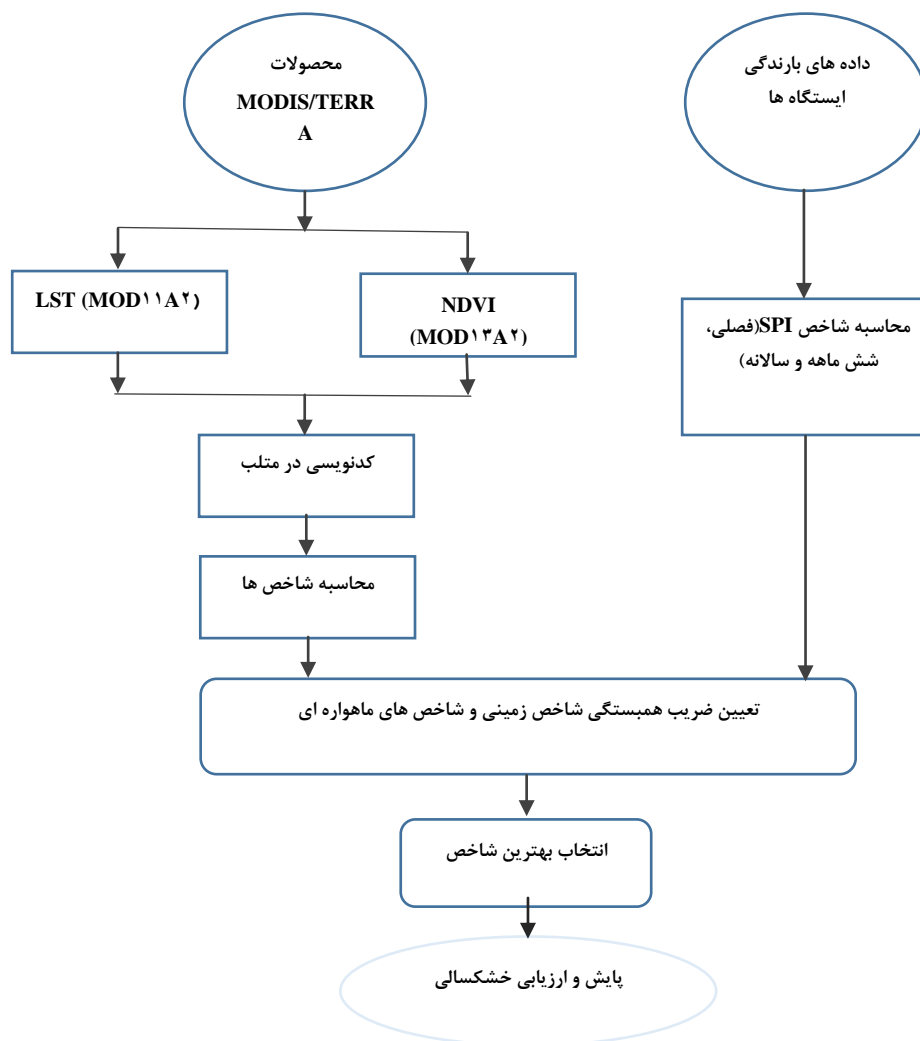 محصولات
MODIS/TERR
A
داده های بارندگی
ایستگاه ها
LST (MOD۱۱A۲)
NDVI
(MOD۱۳A۲)
محاسبه شاخص SPI(فصلی،
شش ماهه و سالانه)
کدنویسی در متلب
محاسبه شاخص ها
تعیین ضریب همبستگی شاخص زمینی و شاخص های ماهواره ای
انتخاب بهترین شاخص
پایش و ارزیابی خشکسالی